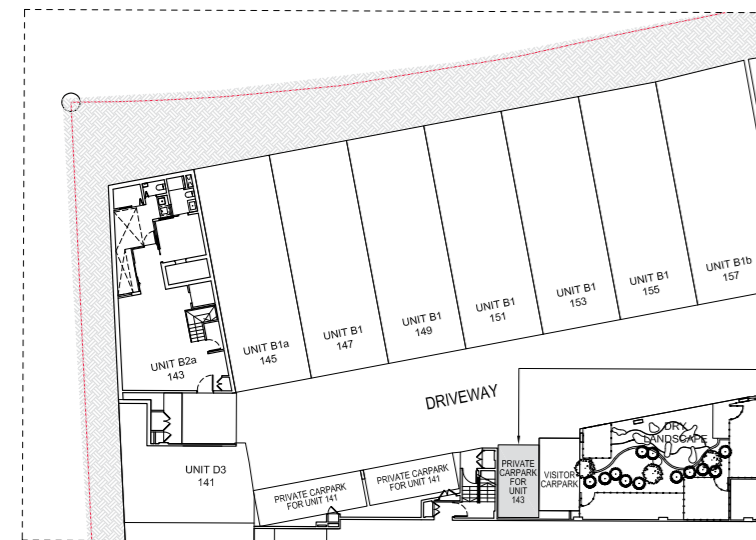 UNIT B2a
143
UNIT B1a
145
UNIT B1
147
UNIT B1
149
UNIT B1
151
UNIT B1
153
UNIT B1
155
UNIT B1b
157
DRIVEWAY
UNIT D3
141
PRIVATE CARPARK
FOR UNIT 141
PRIVATE CARPARK
FOR UNIT 141
PRIVATE
CARPARK
FOR
UNIT
143
VISITOR
CARPARK
DRY
LANDSCAPE